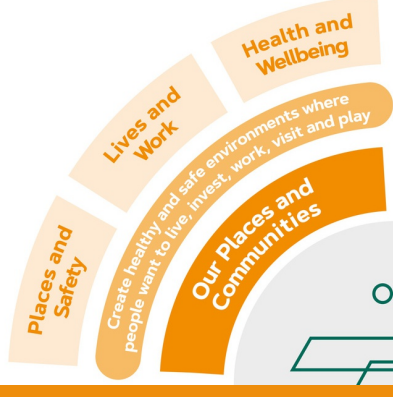 Health and
Wellbeing
Lives and
Work
Places and
Safety
Create healthy and safe environments where
people want to live, invest, work, visit and play
Our Places and
Communities